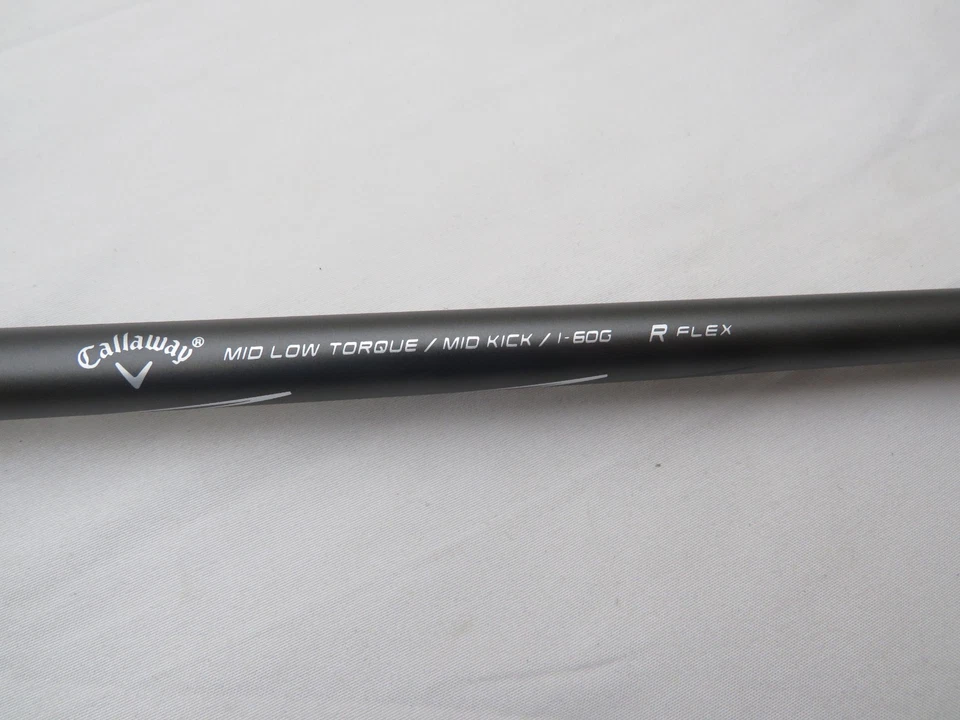 Callaway® MID LOW TORQUE / MID KICK / I-60G R FLEX